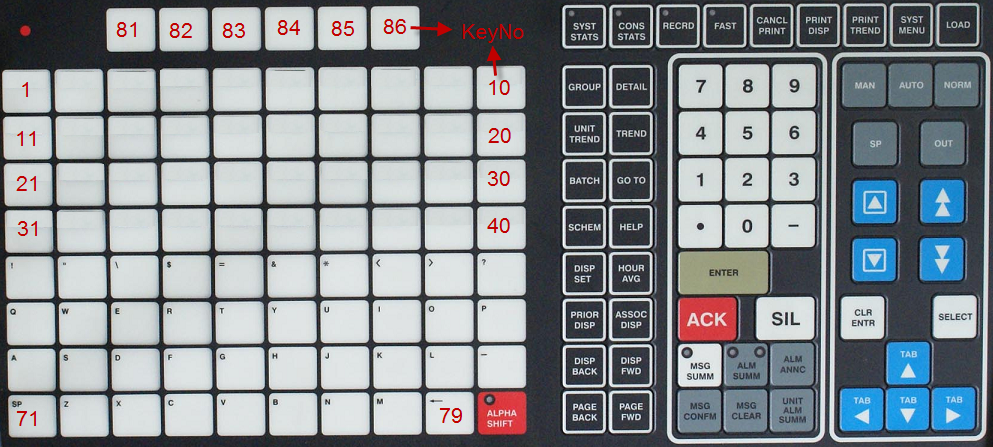 81 82 83 84 85 86 KeyNo
1 10
11 20
21 30
31 40
! " \ $ = & * < > ?
Q W E R T Y U I O P
A S D F G H J K L –
SP Z X C V B N M ←
71 79
ALPHA
SHIFT
SYST
STATS
CONS
STATS
RECRD
FAST
CANCL
PRINT
PRINT
DISP
PRINT
TREND
SYST
MENU
LOAD
GROUP
DETAIL
UNIT
TREND
TREND
BATCH
GO TO
SCHEM
HELP
DISP
SET
HOUR
AVG
PRIOR
DISP
ASSOC
DISP
DISP
BACK
DISP
FWD
PAGE
BACK
PAGE
FWD
7 8 9
4 5 6
1 2 3
• 0 –
ENTER
ACK
SIL
MSG
SUMM
ALM
SUMM
ALM
ANNC
MSG
CONFM
MSG
CLEAR
UNIT
ALM
SUMM
MAN
AUTO
NORM
SP
OUT
CLR
ENTR
SELECT
TAB
TAB
TAB
TAB